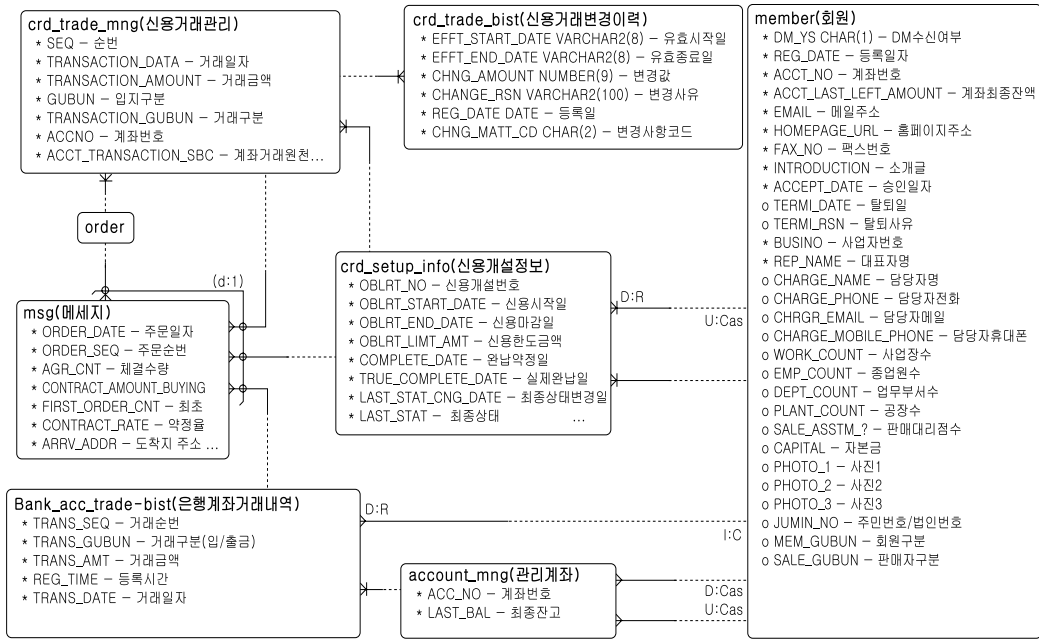 crd_trade_mng(신용거래관리)
* SEQ – 순번
* TRANSACTION_DATA – 거래일자
* TRANSACTION_AMOUNT – 거래금액
* GUBUN – 입지구분
* TRANSACTION_GUBUN – 거래구분
* ACCNO – 계좌번호
* ACCT_TRANSACTION_SBC – 계좌거래원천...
crd_trade_bist(신용거래변경이력)
* EFFT_START_DATE VARCHAR2(8) – 유효시작일
* EFFT_END_DATE VARCHAR2(8) – 유효종료일
* CHNG_AMOUNT NUMBER(9) – 변경값
* CHANGE_RSN VARCHAR2(100) – 변경사유
* REG_DATE DATE – 등록일
* CHNG_MATT_CD CHAR(2) – 변경사항코드
member(회원)
* DM_YS CHAR(1) – DM수신여부
* REG_DATE – 등록일자
* ACCT_NO – 계좌번호
* ACCT_LAST_LEFT_AMOUNT – 계좌최종잔액
* EMAIL – 메일주소
* HOMEPAGE_URL – 홈페이지주소
* FAX_NO – 팩스번호
* INTRODUCTION – 소개글
* ACCEPT_DATE – 승인일자
o TERMI_DATE – 탈퇴일
o TERMI_RSN – 탈퇴사유
* BUSINO – 사업자번호
* REP_NAME – 대표자명
o CHARGE_NAME – 담당자명
o CHARGE_PHONE – 담당자전화
o CHRGR_EMAIL – 담당자메일
o CHARGE_MOBILE_PHONE – 담당자휴대폰
o WORK_COUNT – 사업장수
o EMP_COUNT – 종업원수
o DEPT_COUNT – 업무부서수
o PLANT_COUNT – 공장수
o SALE_ASSTM_? – 판매대리점수
o CAPITAL – 자본금
o PHOTO_1 – 사진1
o PHOTO_2 – 사진2
o PHOTO_3 – 사진3
o JUMIN_NO – 주민번호/법인번호
o MEM_GUBUN – 회원구분
o SALE_GUBUN – 판매자구분
order
(d:1)
msg(메세지)
* ORDER_DATE – 주문일자
* ORDER_SEQ – 주문순번
* AGR_CNT – 체결수량
* CONTRACT_AMOUNT_BUYING
* FIRST_ORDER_CNT – 최초
* CONTRACT_RATE – 약정율
* ARRV_ADDR – 도착지 주소 ...
crd_setup_info(신용개설정보)
* OBLRT_NO – 신용개설번호
* OBLRT_START_DATE – 신용시작일
* OBLRT_END_DATE – 신용마감일
* OBLRT_LIMT_AMT – 신용한도금액
* COMPLETE_DATE – 완납약정일
* TRUE_COMPLETE_DATE – 실제완납일
* LAST_STAT_CNG_DATE – 최종상태변경일
* LAST_STAT – 최종상태 ...
D:R
U:Cas
Bank_acc_trade-bist(은행계좌거래내역)
* TRANS_SEQ – 거래순번
* TRANS_GUBUN – 거래구분(입/출금)
* TRANS_AMT – 거래금액
* REG_TIME – 등록시간
* TRANS_DATE – 거래일자
D:R
I:C
account_mng(관리계좌)
* ACC_NO – 계좌번호
* LAST_BAL – 최종잔고
D:Cas
U:Cas